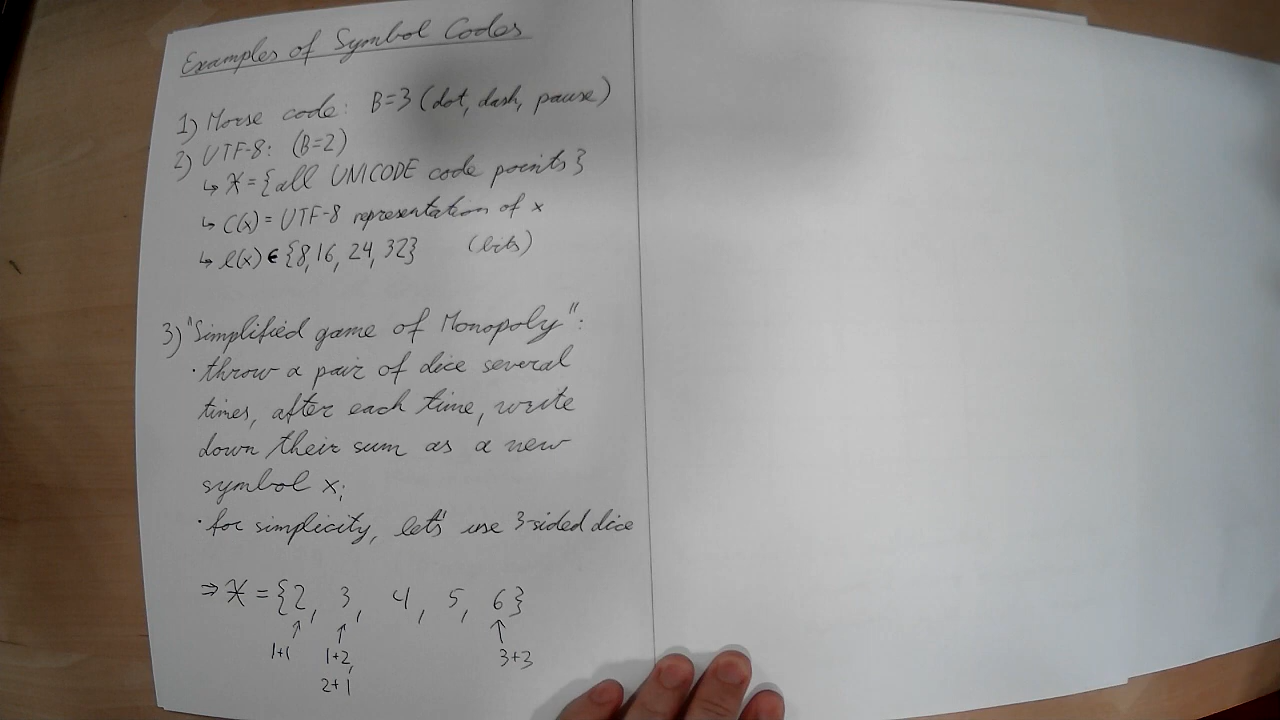 Examples of Symbol Codes
1) Morse code: B=3 (dot, dash, pause)
2) UTF-8: (B=2)
↳ 𝒳 = {all UNICODE code points}
↳ C(x) = UTF-8 representation of x
↳ ℓ(x) ∈ {8, 16, 24, 32} (bits)
3) "Simplified game of Monopoly":
· throw a pair of dice several
times, after each time, write
down their sum as a new
symbol xᵢ
· for simplicity, let's use 3-sided dice
⇒ 𝒳 = {2, 3, 4, 5, 6}
↑ ↑ ↑
1+1 1+2, 3+3
2+1